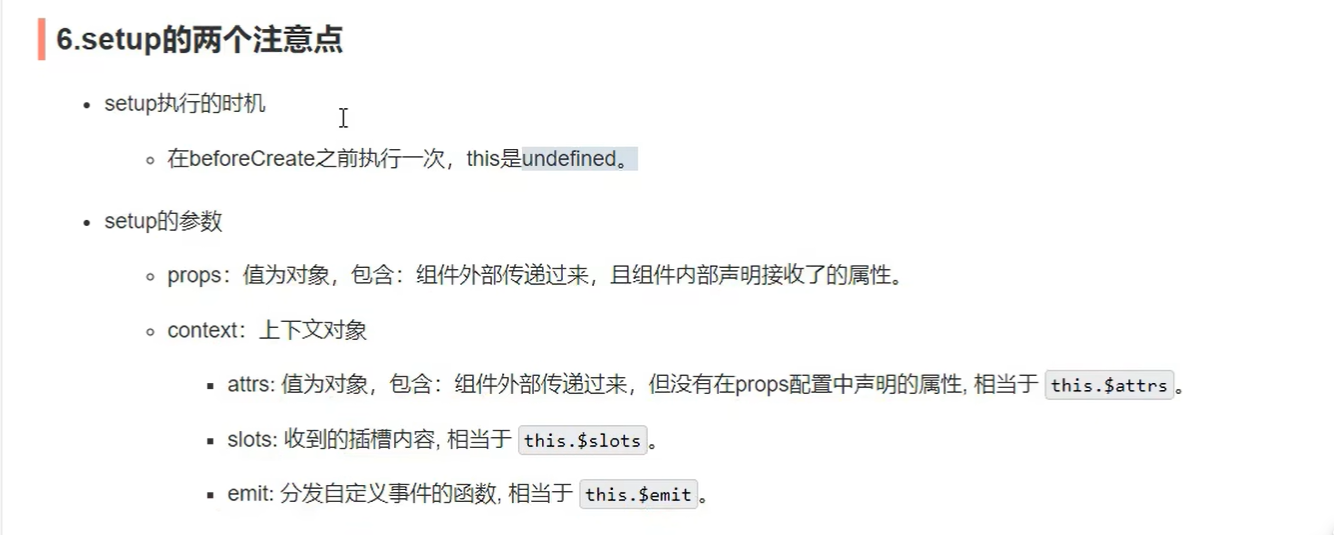 6.setup的两个注意点
setup执行的时机
在beforeCreate之前执行一次，this是undefined。
setup的参数
props：值为对象，包含：组件外部传递过来，且组件内部声明接收了的属性。
context：上下文对象
attrs: 值为对象，包含：组件外部传递过来，但没有在props配置中声明的属性, 相当于 this.$attrs。
slots: 收到的插槽内容, 相当于 this.$slots。
emit: 分发自定义事件的函数, 相当于 this.$emit。